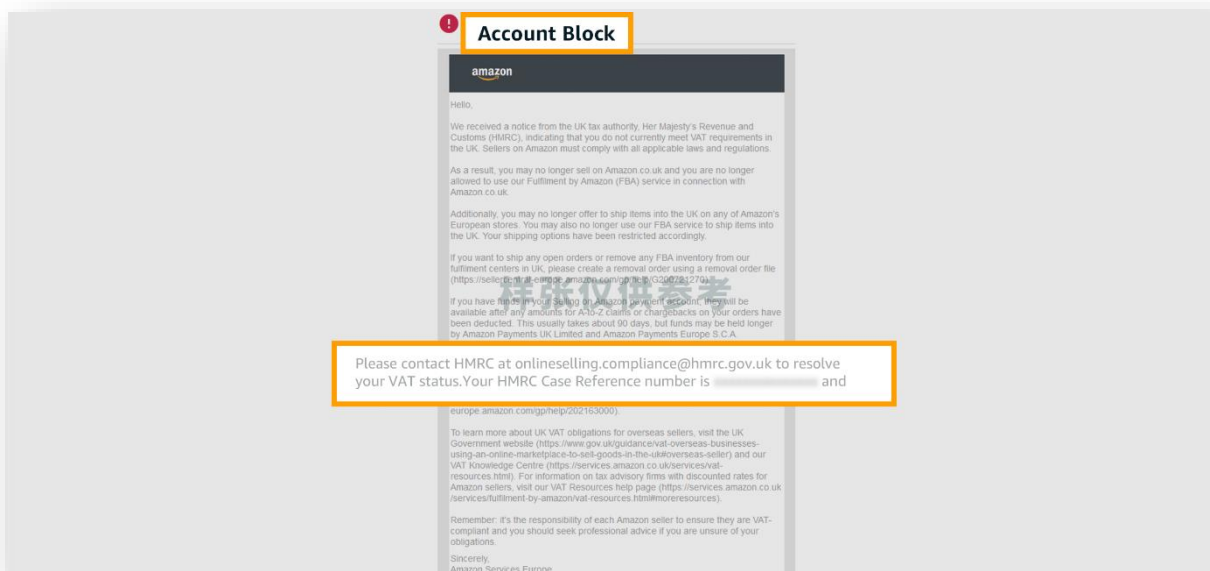 Account Block
amazon
Hello,
We received a notice from the UK tax authority, Her Majesty's Revenue and
Customs (HMRC), indicating that you do not currently meet VAT requirements in
the UK. Sellers on Amazon must comply with all applicable laws and regulations.
As a result, you may no longer sell on Amazon.co.uk and you are no longer
allowed to use our Fulfilment by Amazon (FBA) service in connection with
Amazon.co.uk.
Additionally, you may no longer offer to ship items into the UK on any of Amazon's
European stores. You may also no longer use our FBA service to ship items into
the UK. Your shipping options have been restricted accordingly.
If you want to ship any open orders or remove any FBA inventory from our
fulfilment centers in UK, please create a removal order using a removal order file
(https://sellercentral-europe.amazon.com/gp/help/G200721270).
样张仅供参考
If you have funds in your Selling on Amazon payment account, they will be
available after any amounts for A-to-Z claims or chargebacks on your orders have
been deducted. This usually takes about 90 days, but funds may be held longer
by Amazon Payments UK Limited and Amazon Payments Europe S.C.A.
Please contact HMRC at onlineselling.compliance@hmrc.gov.uk to resolve
your VAT status.Your HMRC Case Reference number is and
europe.amazon.com/gp/help/202163000).
To learn more about UK VAT obligations for overseas sellers, visit the UK
Government website (https://www.gov.uk/guidance/vat-overseas-businesses-
using-an-online-marketplace-to-sell-goods-in-the-uk#overseas-seller) and our
VAT Knowledge Centre (https://services.amazon.co.uk/services/vat-
resources.html). For information on tax advisory firms with discounted rates for
Amazon sellers, visit our VAT Resources help page (https://services.amazon.co.uk
/services/fulfilment-by-amazon/vat-resources.html#moreresources).
Remember: it's the responsibility of each Amazon seller to ensure they are VAT-
compliant and you should seek professional advice if you are unsure of your
obligations.
Sincerely,
Amazon Services Europe